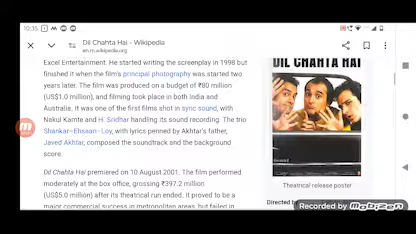 10:35
Dil Chahta Hai - Wikipedia
en.m.wikipedia.org
Excel Entertainment. He started writing the screenplay in 1998 but
finished it when the film's principal photography was started two
years later. The film was produced on a budget of ₹80 million
(US$1.0 million), and filming took place in both India and
Australia. It was one of the first films shot in sync sound, with
Nakul Kamte and H. Sridhar handling its sound recording. The trio
Shankar–Ehsaan–Loy, with lyrics penned by Akhtar's father,
Javed Akhtar, composed the soundtrack and the background
score.
Dil Chahta Hai premiered on 10 August 2001. The film performed
moderately at the box office, grossing ₹397.2 million
(US$5.0 million) after its theatrical run ended. It proved to be a
major commercial success in metropolitan areas, but failed in
DIL CHAHTA HAI
Theatrical release poster
Directed by
Recorded by MOBIZEN